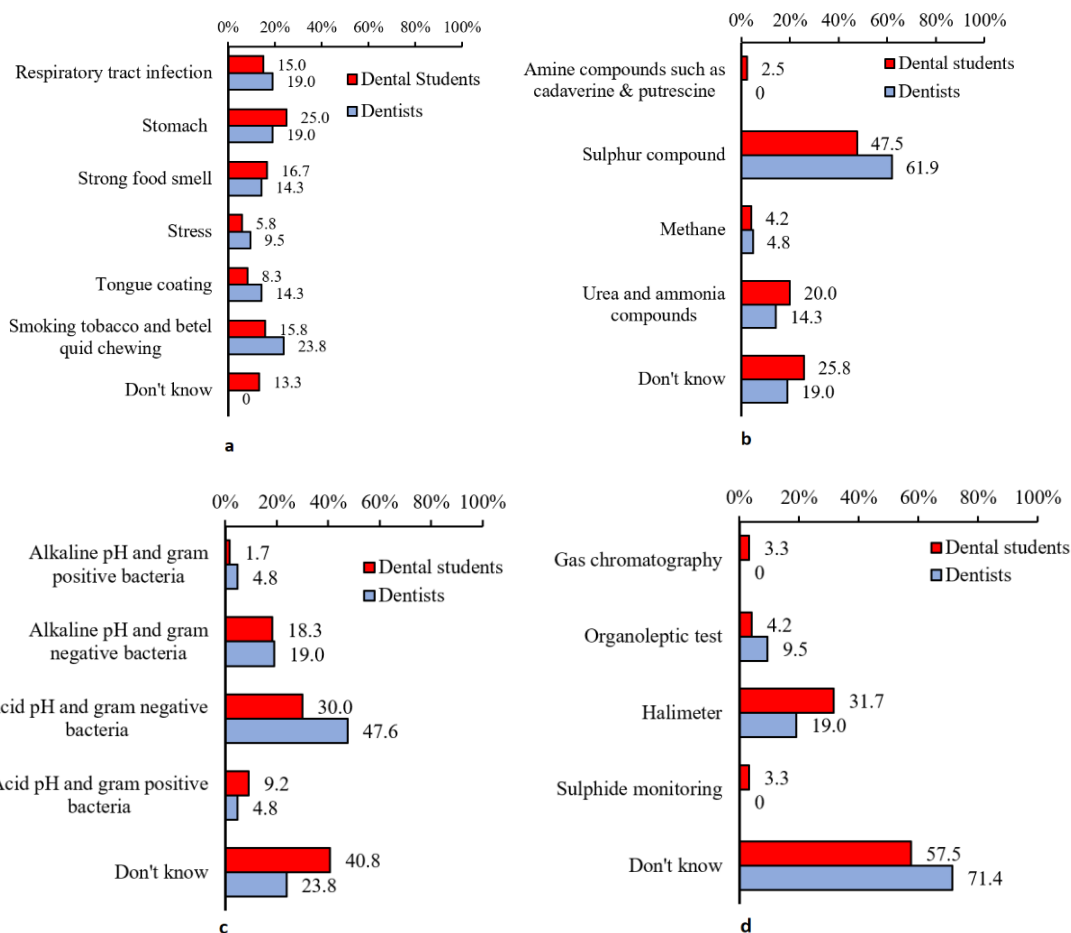 0% 20% 40% 60% 80% 100%
Respiratory tract infection
15.0
19.0
Dental Students
Dentists
Stomach
25.0
19.0
Strong food smell
16.7
14.3
Stress
5.8
9.5
Tongue coating
8.3
14.3
Smoking tobacco and betel
quid chewing
15.8
23.8
Don't know
13.3
0
a
0% 20% 40% 60% 80% 100%
Amine compounds such as
cadaverine & putrescine
2.5
0
Dental students
Dentists
Sulphur compound
47.5
61.9
Methane
4.2
4.8
Urea and ammonia
compounds
20.0
14.3
Don't know
25.8
19.0
b
0% 20% 40% 60% 80% 100%
Alkaline pH and gram
positive bacteria
1.7
4.8
Dental students
Dentists
Alkaline pH and gram
negative bacteria
18.3
19.0
cid pH and gram negative
bacteria
30.0
47.6
Acid pH and gram positive
bacteria
9.2
4.8
Don't know
40.8
23.8
c
0% 20% 40% 60% 80% 100%
Gas chromatography
3.3
0
Dental students
Dentists
Organoleptic test
4.2
9.5
Halimeter
31.7
19.0
Sulphide monitoring
3.3
0
Don't know
57.5
71.4
d